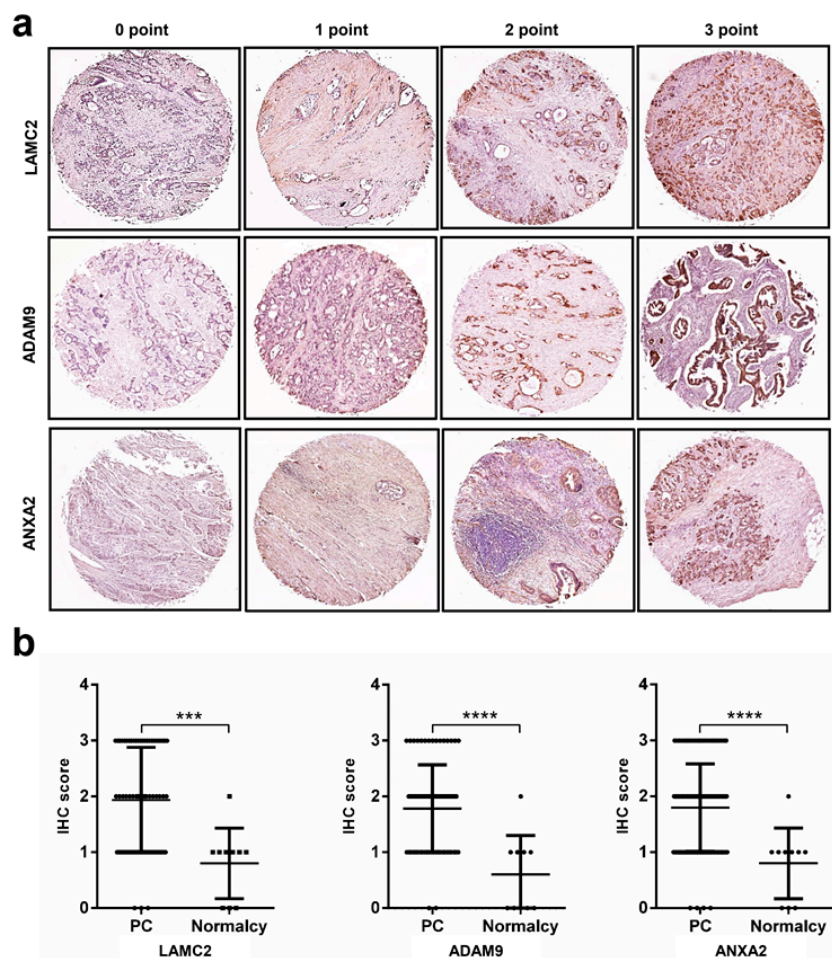 a
0 point 1 point 2 point 3 point
LAMC2
ADAM9
ANXA2
b
4 4 4
*** **** ****
3 3 3
IHC score IHC score IHC score
2 2 2
1 1 1
0 0 0
PC Normalcy PC Normalcy PC Normalcy
LAMC2 ADAM9 ANXA2